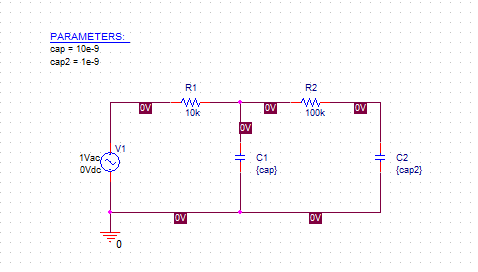 PARAMETERS:
cap = 10e-9
cap2 = 1e-9
R1
R2
0V
0V
0V
10k
100k
0V
V1
1Vac
0Vdc
C1
{cap}
C2
{cap2}
0V
0V
0